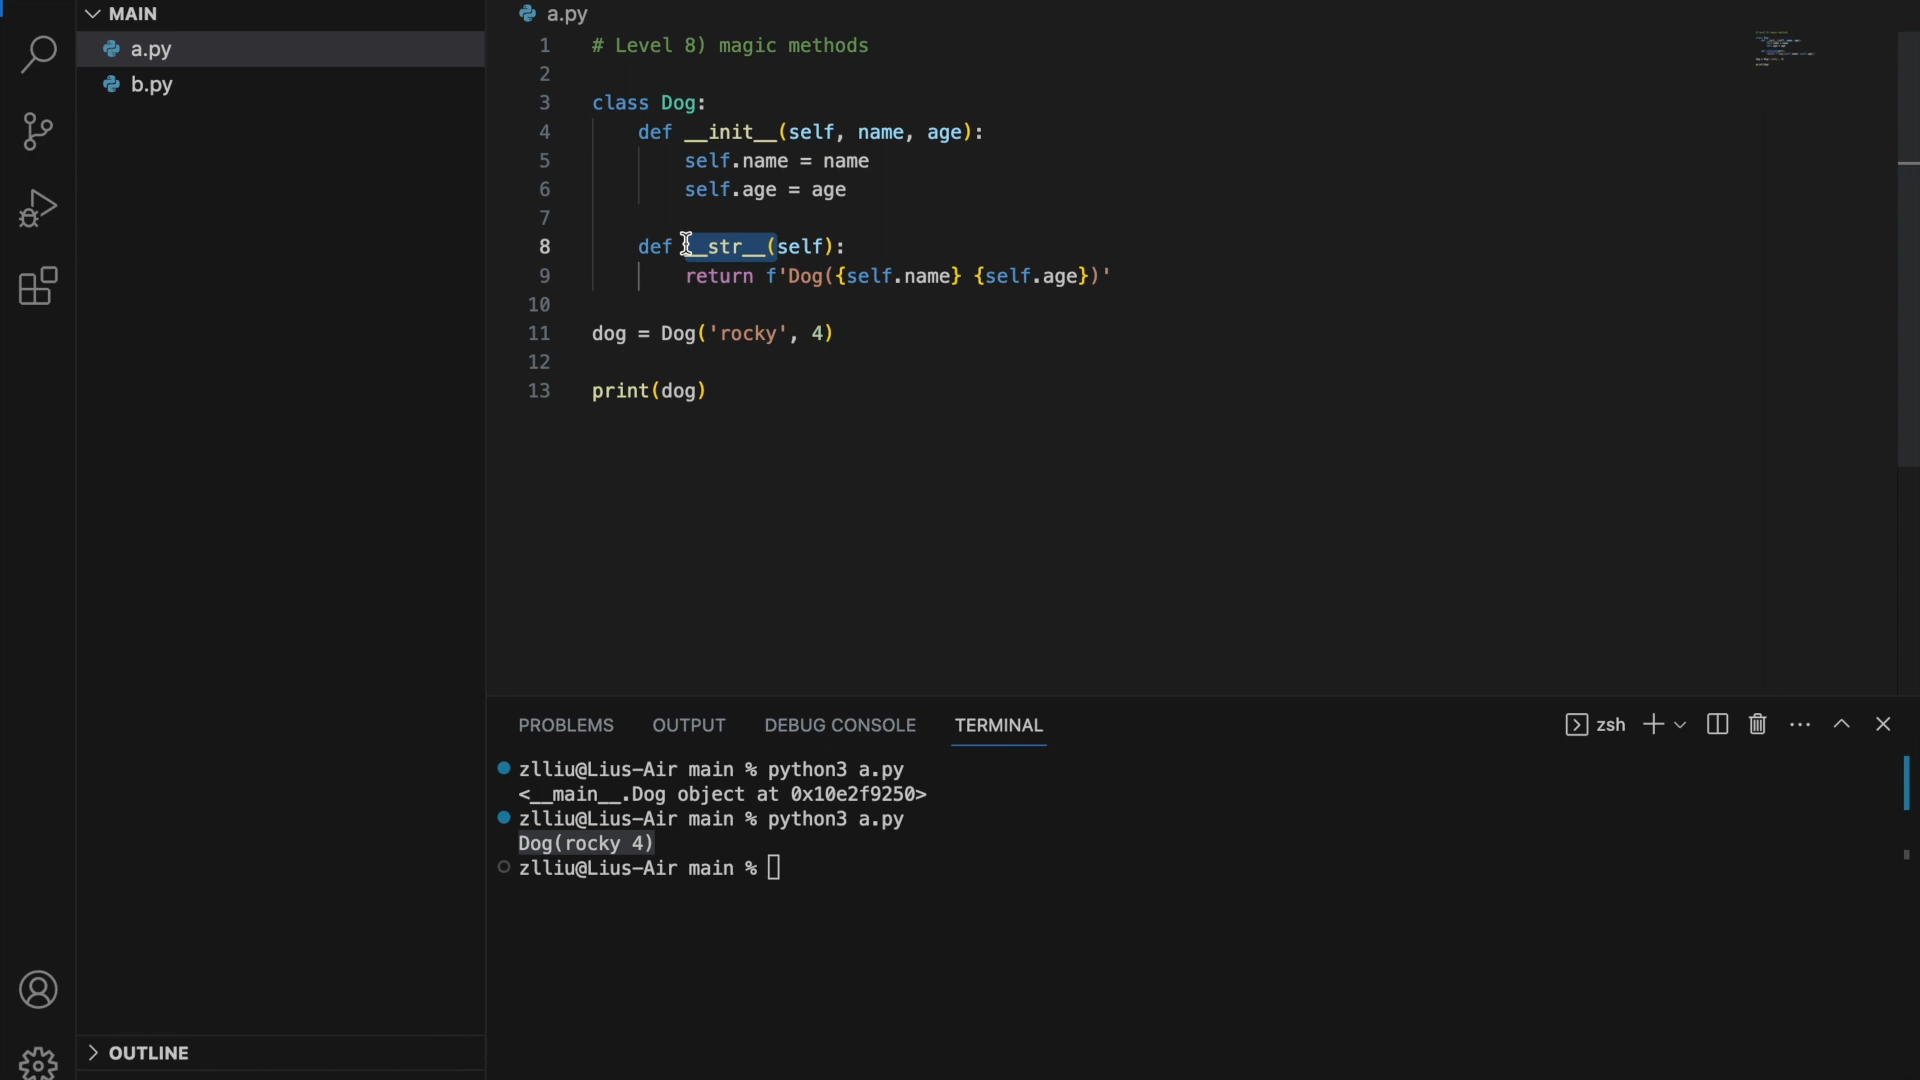 MAIN
a.py
b.py
OUTLINE
a.py
1 # Level 8) magic methods
2
3 class Dog:
4 def __init__(self, name, age):
5 self.name = name
6 self.age = age
7
8 def __str__(self):
9 return f'Dog({self.name} {self.age})'
10
11 dog = Dog('rocky', 4)
12
13 print(dog)
PROBLEMS OUTPUT DEBUG CONSOLE TERMINAL zsh
zlliu@Lius-Air main % python3 a.py
<__main__.Dog object at 0x10e2f9250>
zlliu@Lius-Air main % python3 a.py
Dog(rocky 4)
zlliu@Lius-Air main %